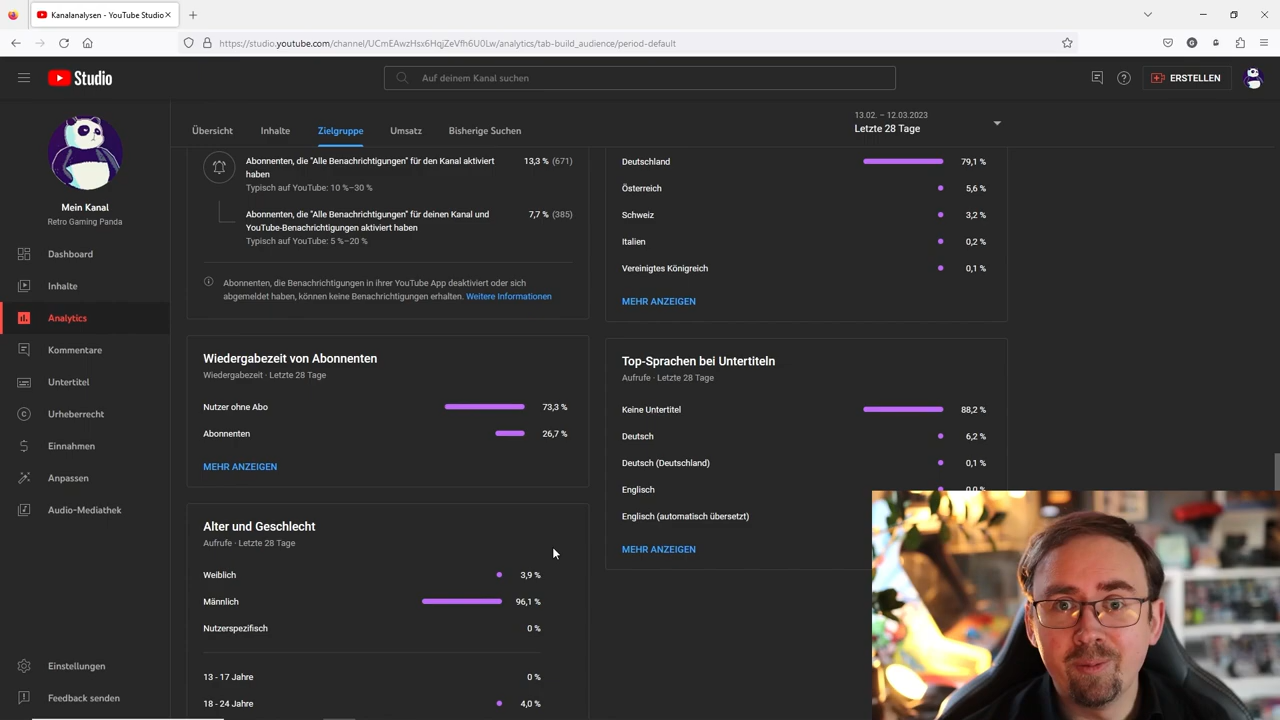 Kanalanalysen - YouTube Studio
https://studio.youtube.com/channel/UCmEAwzHsx6HqjZeVfh6U0Lw/analytics/tab-build_audience/period-default
Studio
Auf deinem Kanal suchen
ERSTELLEN
Mein Kanal
Retro Gaming Panda
Dashboard
Inhalte
Analytics
Kommentare
Untertitel
Urheberrecht
Einnahmen
Anpassen
Audio-Mediathek
Einstellungen
Feedback senden
Übersicht
Inhalte
Zielgruppe
Umsatz
Bisherige Suchen
13.02. – 12.03.2023
Letzte 28 Tage
Abonnenten, die "Alle Benachrichtigungen" für den Kanal aktiviert 13,3 % (671)
haben
Typisch auf YouTube: 10 %–30 %
Abonnenten, die "Alle Benachrichtigungen" für deinen Kanal und 7,7 % (385)
YouTube-Benachrichtigungen aktiviert haben
Typisch auf YouTube: 5 %–20 %
Abonnenten, die Benachrichtigungen in ihrer YouTube App deaktiviert oder sich
abgemeldet haben, können keine Benachrichtigungen erhalten. Weitere Informationen
Wiedergabezeit von Abonnenten
Wiedergabezeit · Letzte 28 Tage
Nutzer ohne Abo 73,3 %
Abonnenten 26,7 %
MEHR ANZEIGEN
Alter und Geschlecht
Aufrufe · Letzte 28 Tage
Weiblich 3,9 %
Männlich 96,1 %
Nutzerspezifisch 0 %
13 - 17 Jahre 0 %
18 - 24 Jahre 4,0 %
Deutschland 79,1 %
Österreich 5,6 %
Schweiz 3,2 %
Italien 0,2 %
Vereinigtes Königreich 0,1 %
MEHR ANZEIGEN
Top-Sprachen bei Untertiteln
Aufrufe · Letzte 28 Tage
Keine Untertitel 88,2 %
Deutsch 6,2 %
Deutsch (Deutschland) 0,1 %
Englisch 0,0 %
Englisch (automatisch übersetzt)
MEHR ANZEIGEN